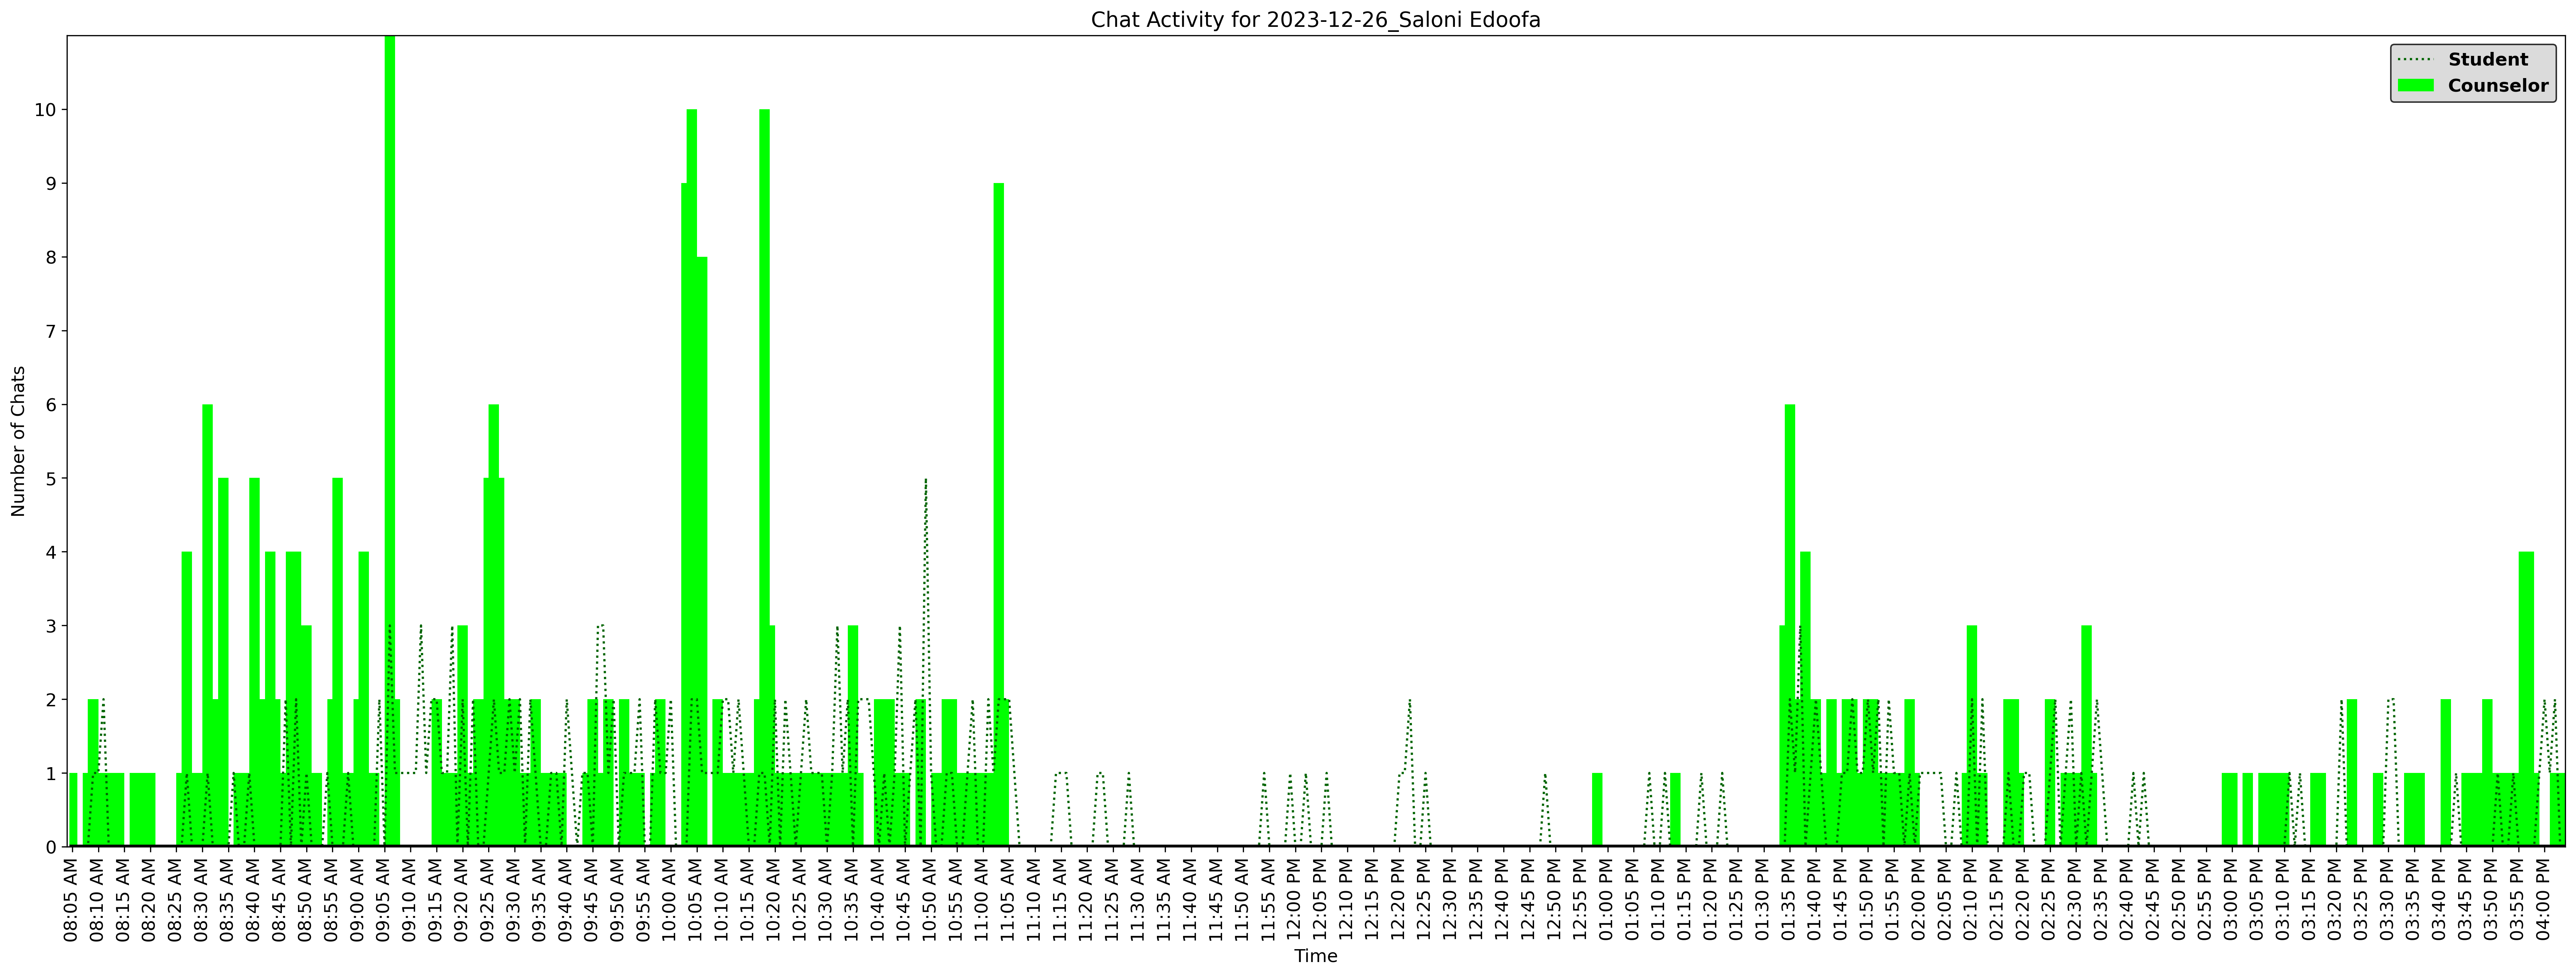 Chat Activity for 2023-12-26_Saloni Edoofa
Student
Counselor
Number of Chats
10
9
8
7
6
5
4
3
2
1
0
08:05 AM
08:10 AM
08:15 AM
08:20 AM
08:25 AM
08:30 AM
08:35 AM
08:40 AM
08:45 AM
08:50 AM
08:55 AM
09:00 AM
09:05 AM
09:10 AM
09:15 AM
09:20 AM
09:25 AM
09:30 AM
09:35 AM
09:40 AM
09:45 AM
09:50 AM
09:55 AM
10:00 AM
10:05 AM
10:10 AM
10:15 AM
10:20 AM
10:25 AM
10:30 AM
10:35 AM
10:40 AM
10:45 AM
10:50 AM
10:55 AM
11:00 AM
11:05 AM
11:10 AM
11:15 AM
11:20 AM
11:25 AM
11:30 AM
11:35 AM
11:40 AM
11:45 AM
11:50 AM
11:55 AM
12:00 PM
12:05 PM
12:10 PM
12:15 PM
12:20 PM
12:25 PM
12:30 PM
12:35 PM
12:40 PM
12:45 PM
12:50 PM
12:55 PM
01:00 PM
01:05 PM
01:10 PM
01:15 PM
01:20 PM
01:25 PM
01:30 PM
01:35 PM
01:40 PM
01:45 PM
01:50 PM
01:55 PM
02:00 PM
02:05 PM
02:10 PM
02:15 PM
02:20 PM
02:25 PM
02:30 PM
02:35 PM
02:40 PM
02:45 PM
02:50 PM
02:55 PM
03:00 PM
03:05 PM
03:10 PM
03:15 PM
03:20 PM
03:25 PM
03:30 PM
03:35 PM
03:40 PM
03:45 PM
03:50 PM
03:55 PM
04:00 PM
Time